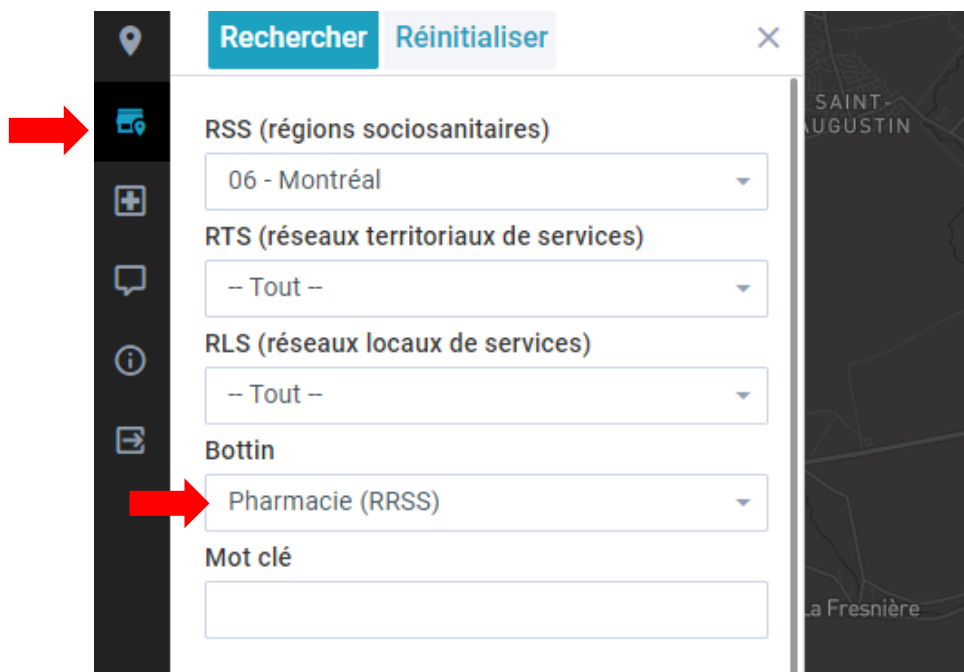 Rechercher Réinitialiser
RSS (régions sociosanitaires)
06 - Montréal
RTS (réseaux territoriaux de services)
-- Tout --
RLS (réseaux locaux de services)
-- Tout --
Bottin
Pharmacie (RRSS)
Mot clé
SAINT-
AUGUSTIN
La Fresnière